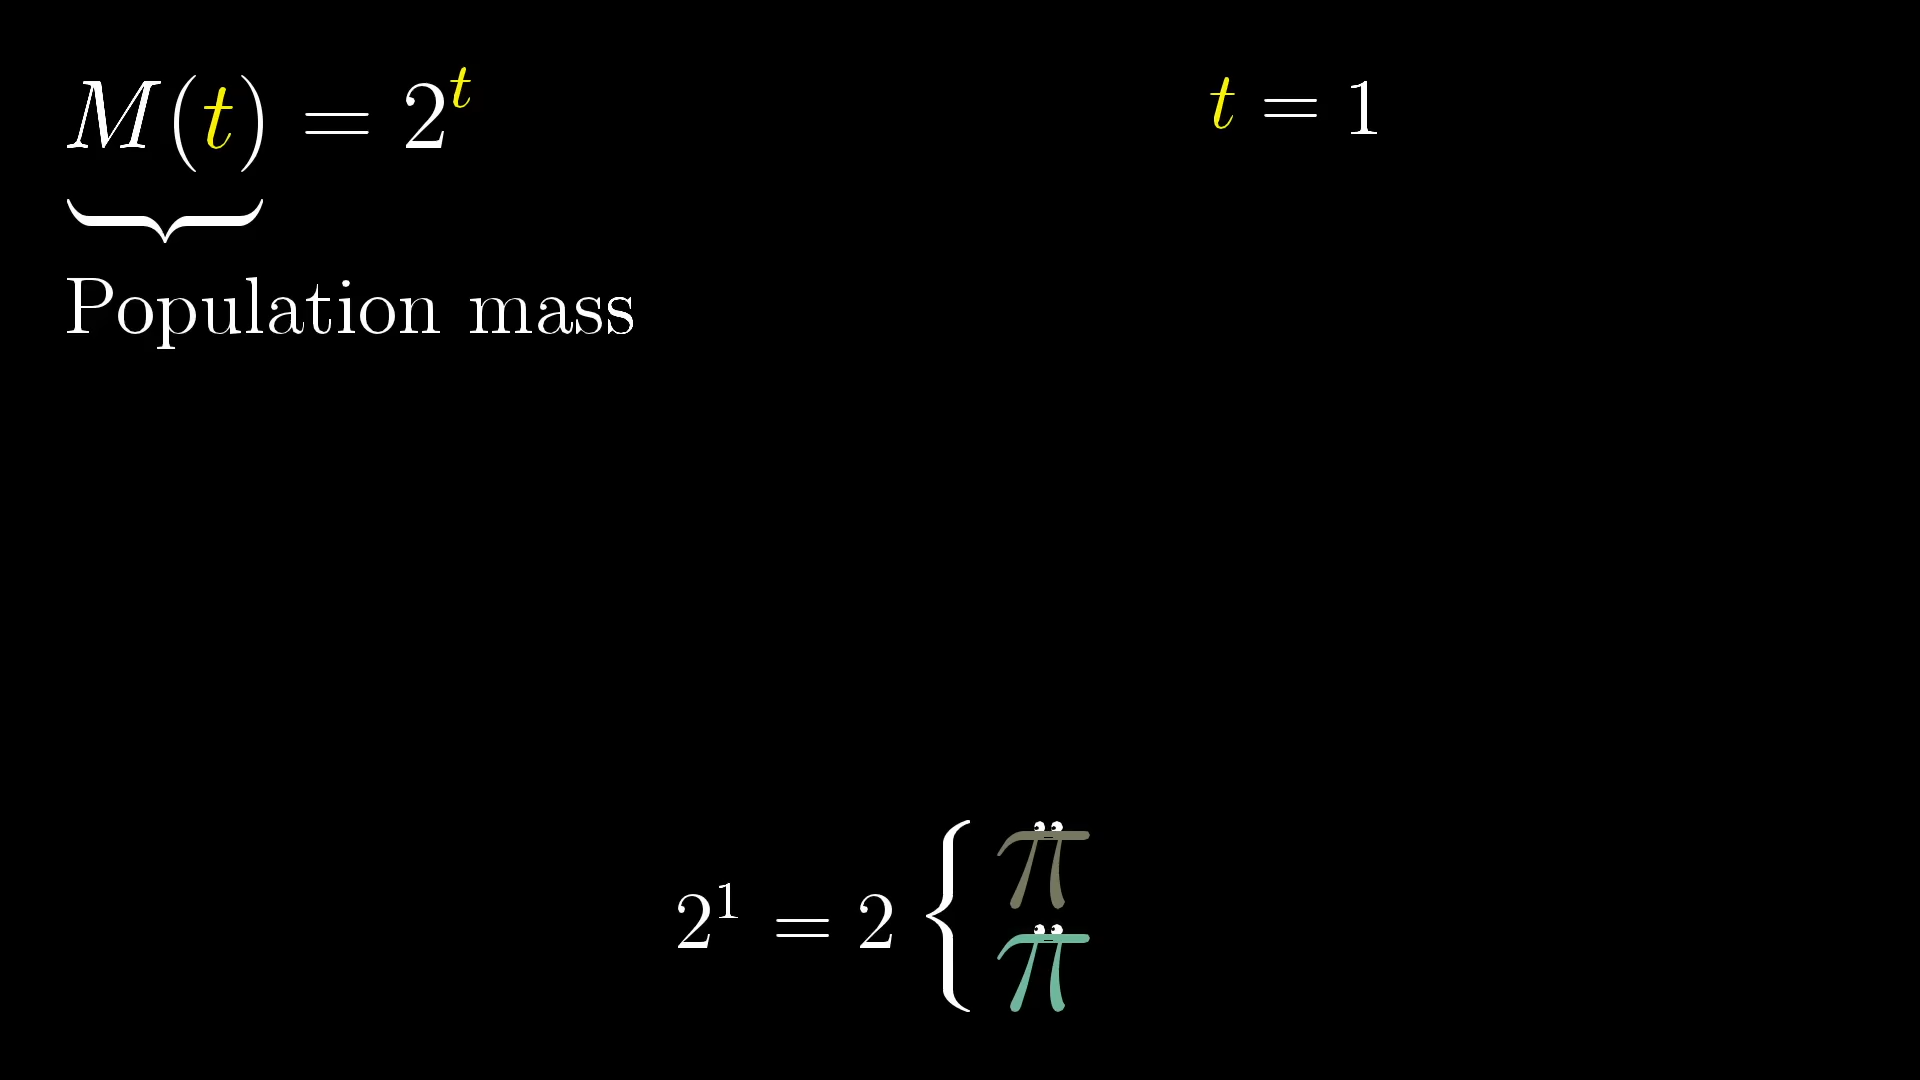 M(t) = 2^t
t = 1
Population mass
2^1 = 2 { π
π